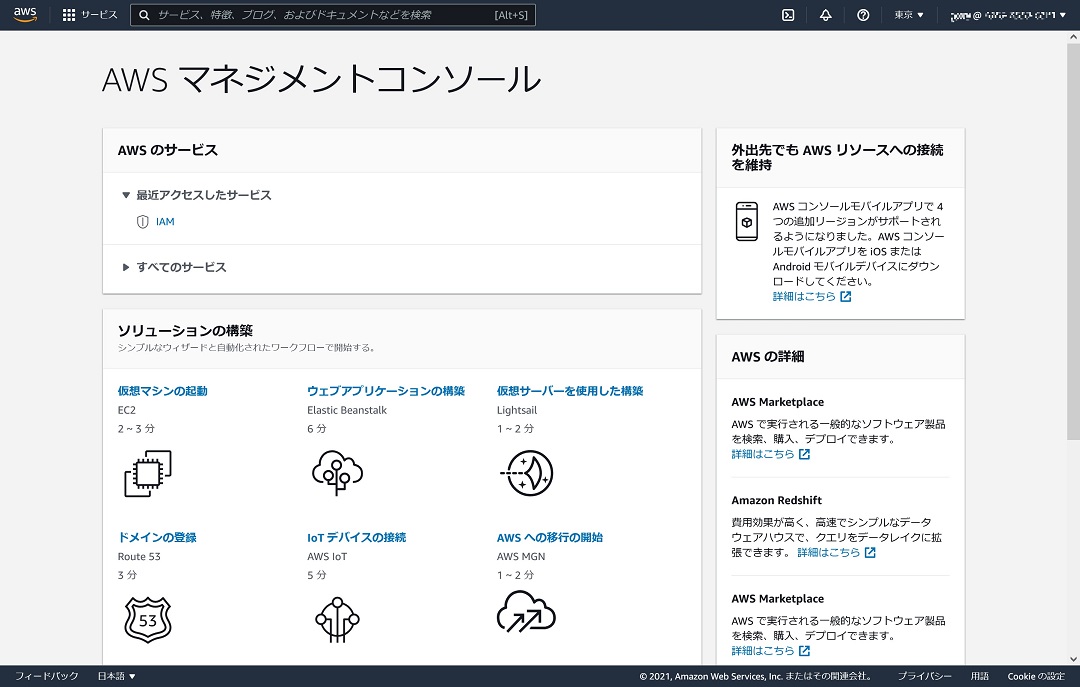 aws
サービス
サービス、特徴、ブログ、およびドキュメントなどを検索
[Alt+S]
東京 ▼
AWS マネジメントコンソール
AWS のサービス
▼ 最近アクセスしたサービス
IAM
▶ すべてのサービス
ソリューションの構築
シンプルなウィザードと自動化されたワークフローで開始する。
仮想マシンの起動
EC2
2 ~ 3 分
ウェブアプリケーションの構築
Elastic Beanstalk
6 分
仮想サーバーを使用した構築
Lightsail
1 ~ 2 分
ドメインの登録
Route 53
3 分
53
IoT デバイスの接続
AWS IoT
5 分
AWS への移行の開始
AWS MGN
1 ~ 2 分
外出先でも AWS リソースへの接続
を維持
AWS コンソールモバイルアプリで 4
つの追加リージョンがサポートされ
るようになりました。AWS コンソー
ルモバイルアプリを iOS または
Android モバイルデバイスにダウン
ロードしてください。
詳細はこちら
AWS の詳細
AWS Marketplace
AWS で実行される一般的なソフトウェア製品
を検索、購入、デプロイできます。
詳細はこちら
Amazon Redshift
費用効果が高く、高速でシンプルなデータ
ウェアハウスで、クエリをデータレイクに拡
張できます。 詳細はこちら
AWS Marketplace
AWS で実行される一般的なソフトウェア製品
を検索、購入、デプロイできます。
詳細はこちら
フィードバック
日本語 ▼
© 2021, Amazon Web Services, Inc. またはその関連会社。
プライバシー
用語
Cookie の設定